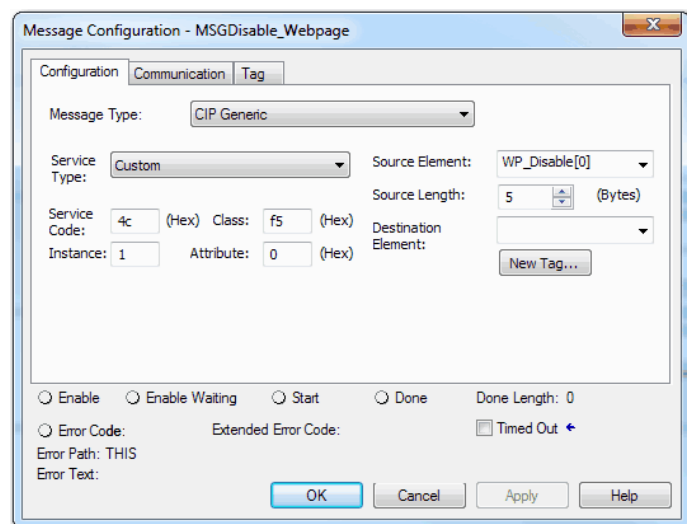 Message Configuration - MSGDisable_Webpage
Configuration Communication Tag
Message Type: CIP Generic
Service Type: Custom
Source Element: WP_Disable[0]
Source Length: 5 (Bytes)
Service Code: 4c (Hex) Class: f5 (Hex)
Destination Element:
Instance: 1 Attribute: 0 (Hex)
New Tag...
Enable Enable Waiting Start Done Done Length: 0
Error Code: Extended Error Code: Timed Out
Error Path: THIS
Error Text:
OK Cancel Apply Help